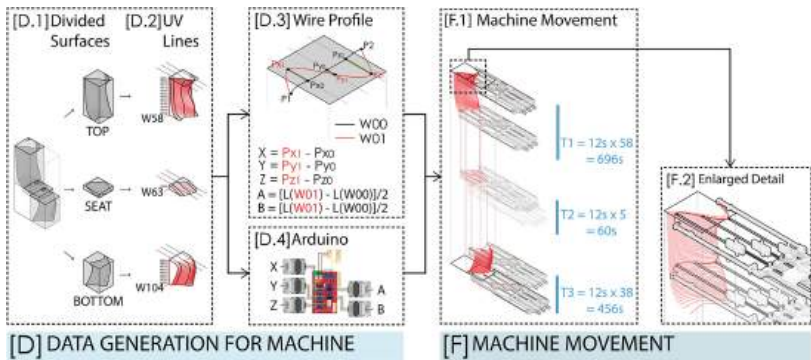 [D.1] Divided Surfaces
[D.2] UV Lines
TOP
W58
SEAT
W63
BOTTOM
W104
[D.3] Wire Profile
P2
Px1
Py0
P1
Px0
W00
W01
X = Px1 - Px0
Y = Py1 - Py0
Z = Pz1 - Pz0
A = [L(W01) - L(W00)]/2
B = [L(W01) - L(W00)]/2
[D.4] Arduino
X
Y
Z
A
B
[D] DATA GENERATION FOR MACHINE
[F.1] Machine Movement
T1 = 12s x 58
= 696s
T2 = 12s x 5
= 60s
T3 = 12s x 38
= 456s
[F.2] Enlarged Detail
[F] MACHINE MOVEMENT